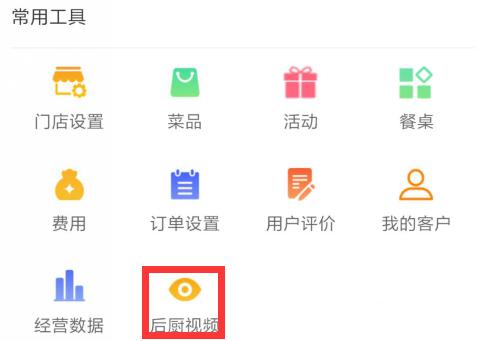 常用工具
门店设置 菜品 活动 餐桌
费用 订单设置 用户评价 我的客户
经营数据 后厨视频